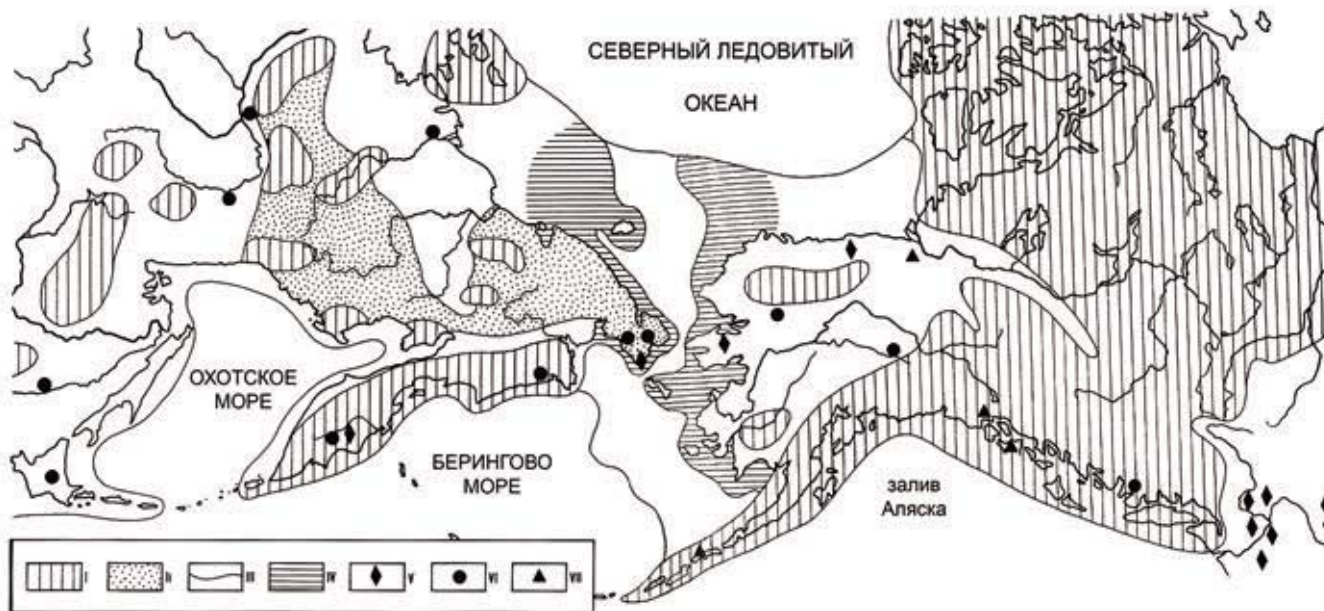 СЕВЕРНЫЙ ЛЕДОВИТЫЙ
ОКЕАН
ОХОТСКОЕ
МОРЕ
БЕРИНГОВО
МОРЕ
залив
Аляска
I II III IV V VI VII